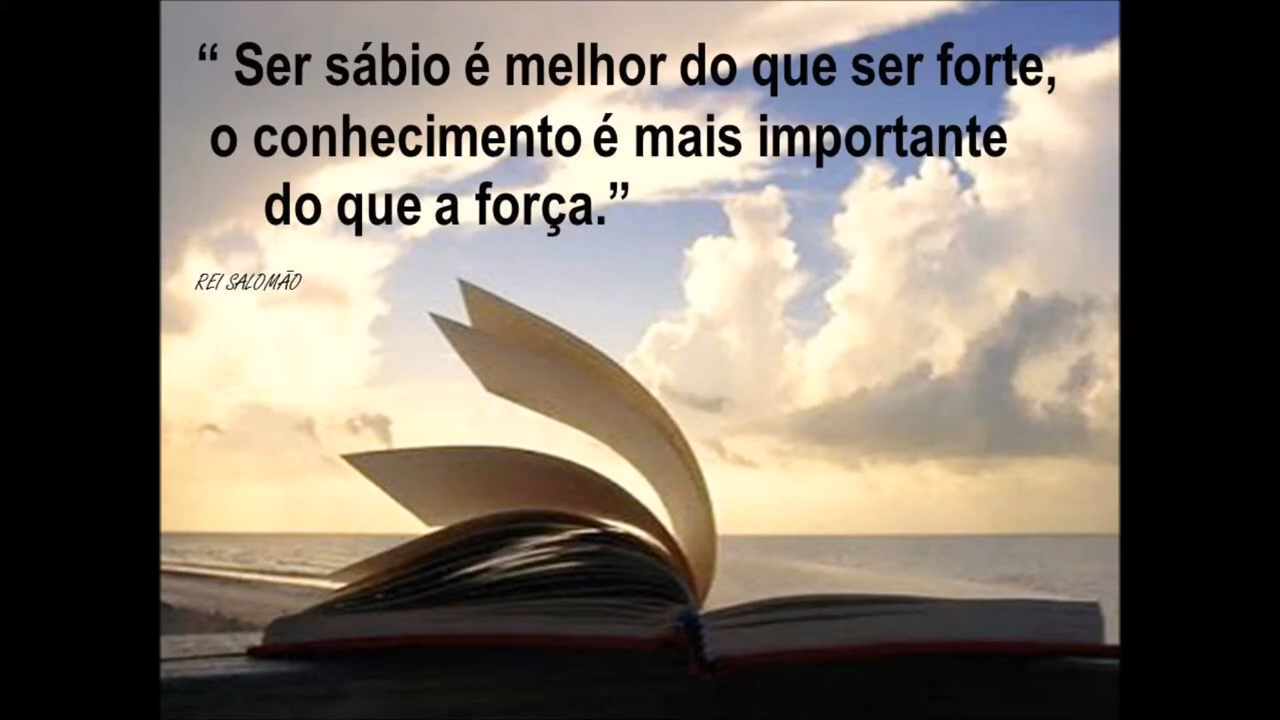 “ Ser sábio é melhor do que ser forte,
o conhecimento é mais importante
do que a força.”
REI SALOMÃO